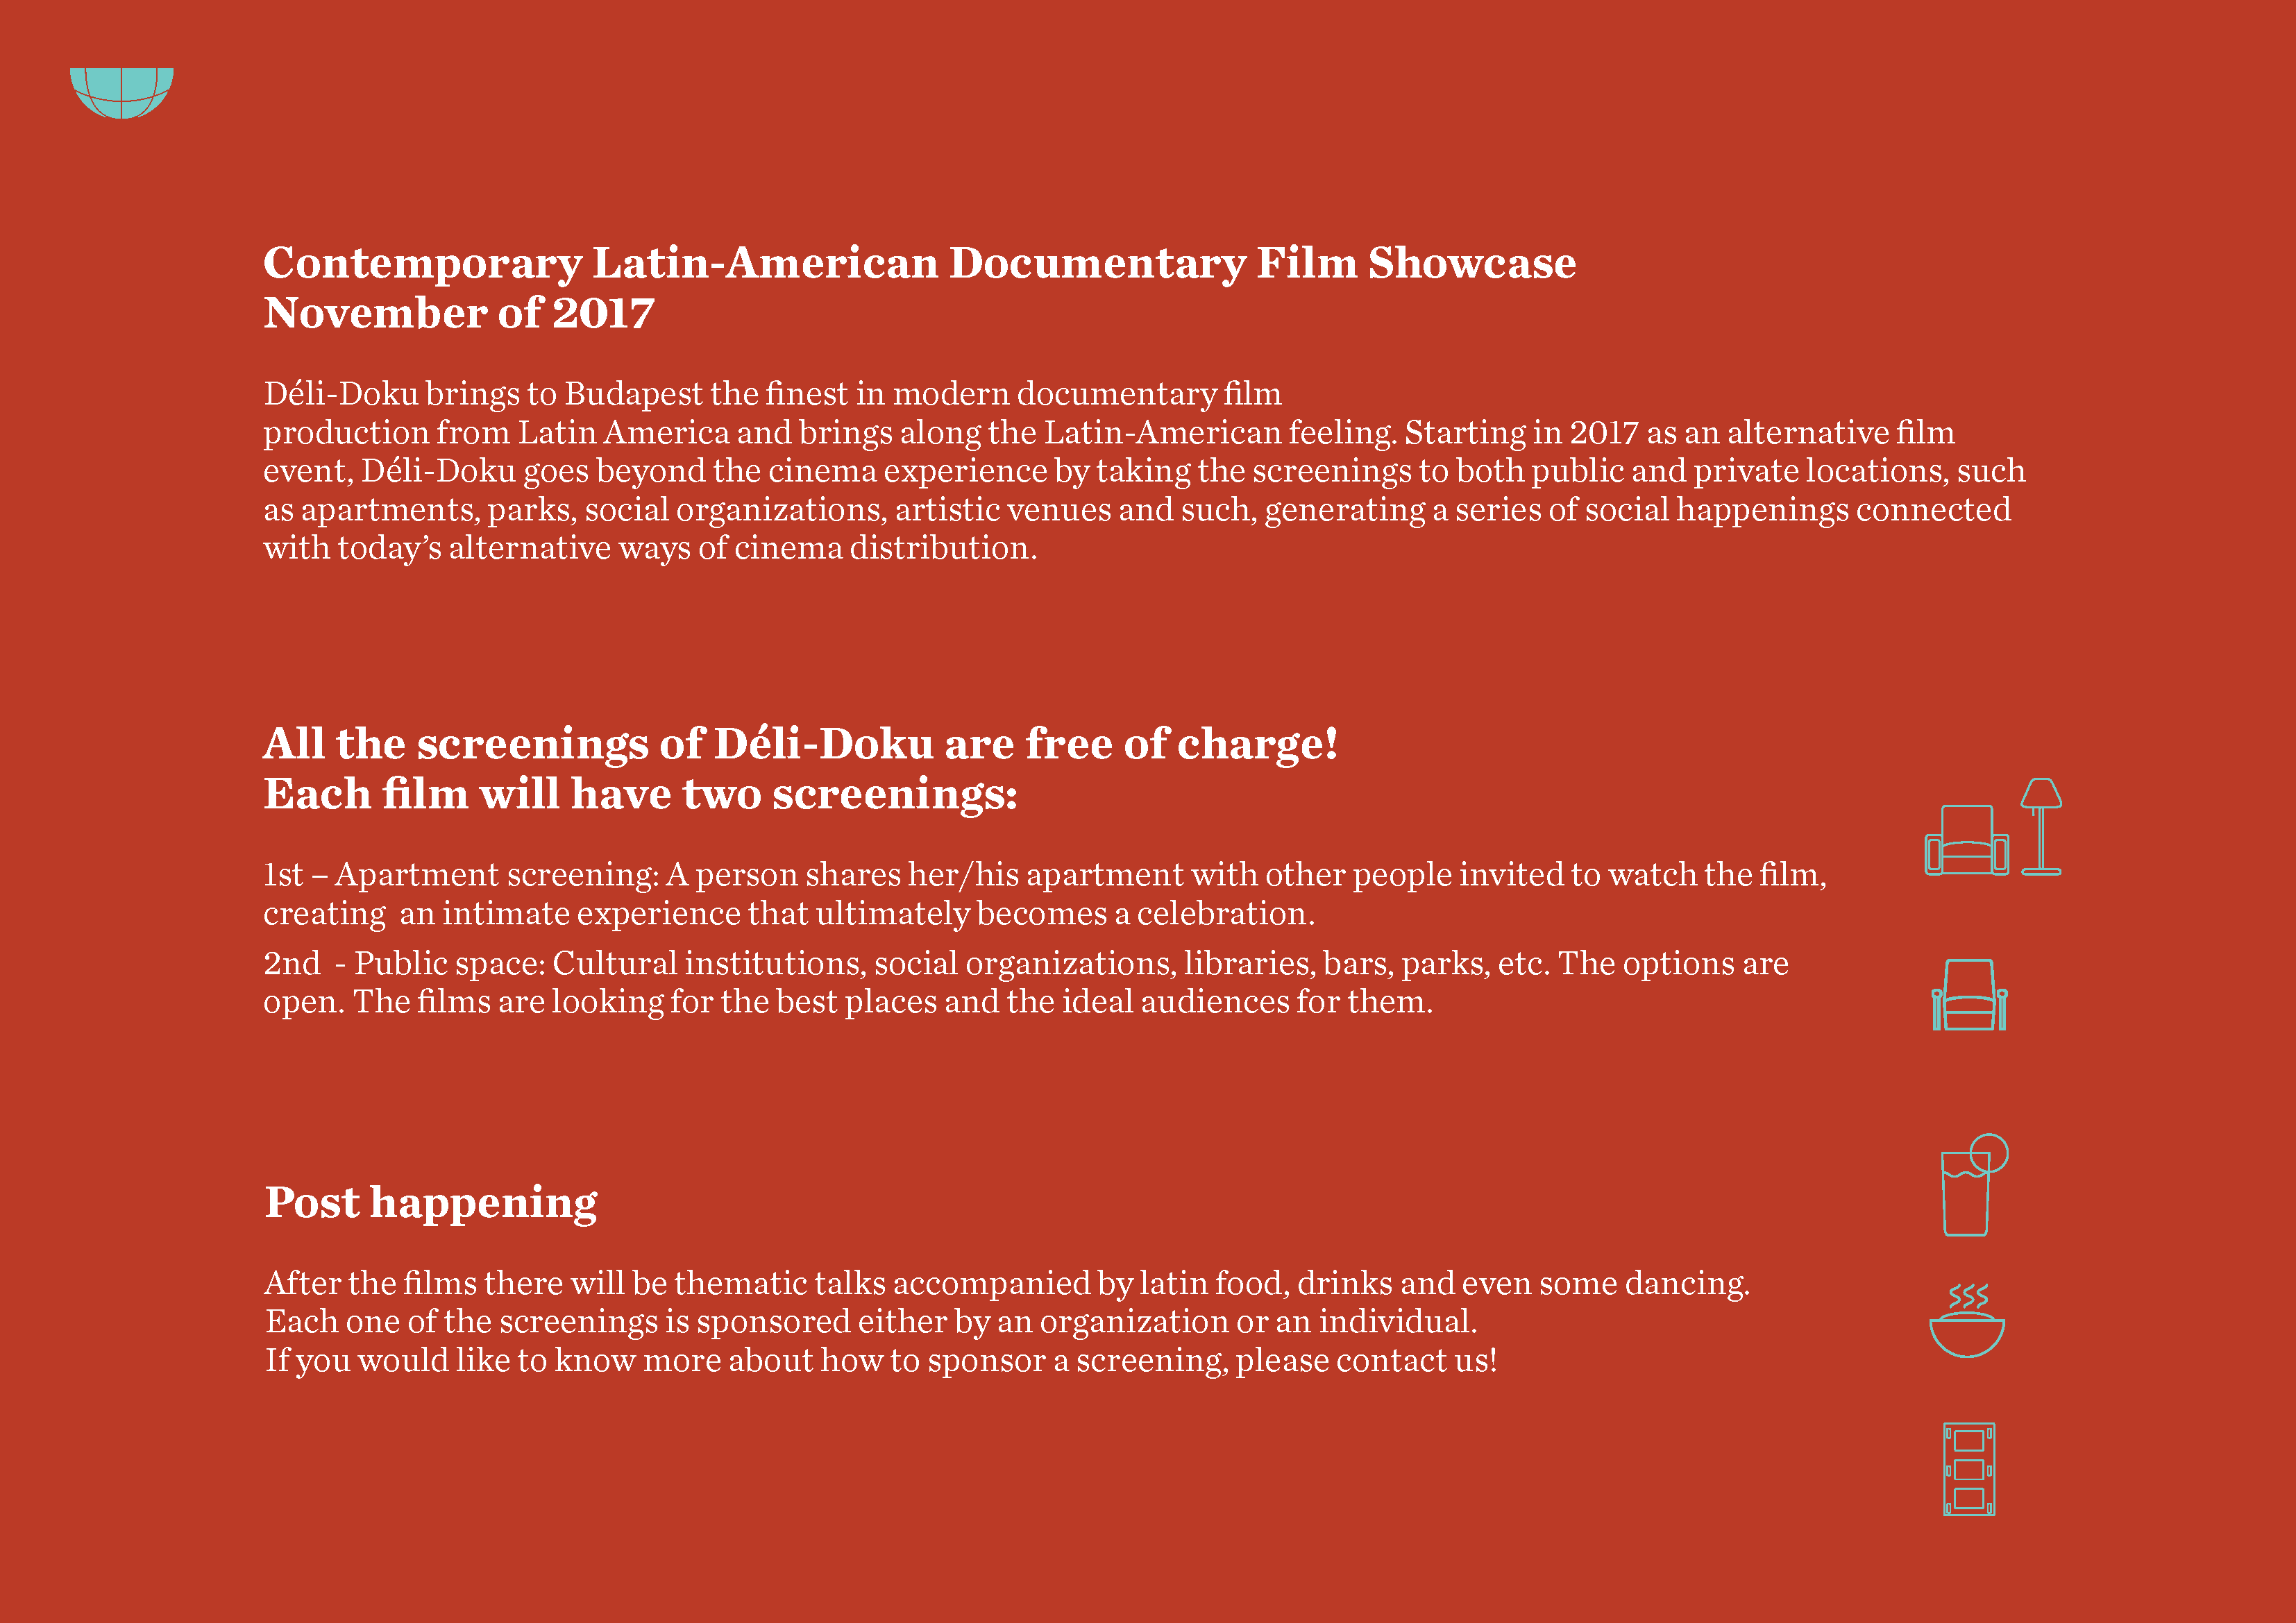 Contemporary Latin-American Documentary Film Showcase
November of 2017
Déli-Doku brings to Budapest the finest in modern documentary film
production from Latin America and brings along the Latin-American feeling. Starting in 2017 as an alternative film
event, Déli-Doku goes beyond the cinema experience by taking the screenings to both public and private locations, such
as apartments, parks, social organizations, artistic venues and such, generating a series of social happenings connected
with today’s alternative ways of cinema distribution.
All the screenings of Déli-Doku are free of charge!
Each film will have two screenings:
1st – Apartment screening: A person shares her/his apartment with other people invited to watch the film,
creating an intimate experience that ultimately becomes a celebration.
2nd - Public space: Cultural institutions, social organizations, libraries, bars, parks, etc. The options are
open. The films are looking for the best places and the ideal audiences for them.
Post happening
After the films there will be thematic talks accompanied by latin food, drinks and even some dancing.
Each one of the screenings is sponsored either by an organization or an individual.
If you would like to know more about how to sponsor a screening, please contact us!